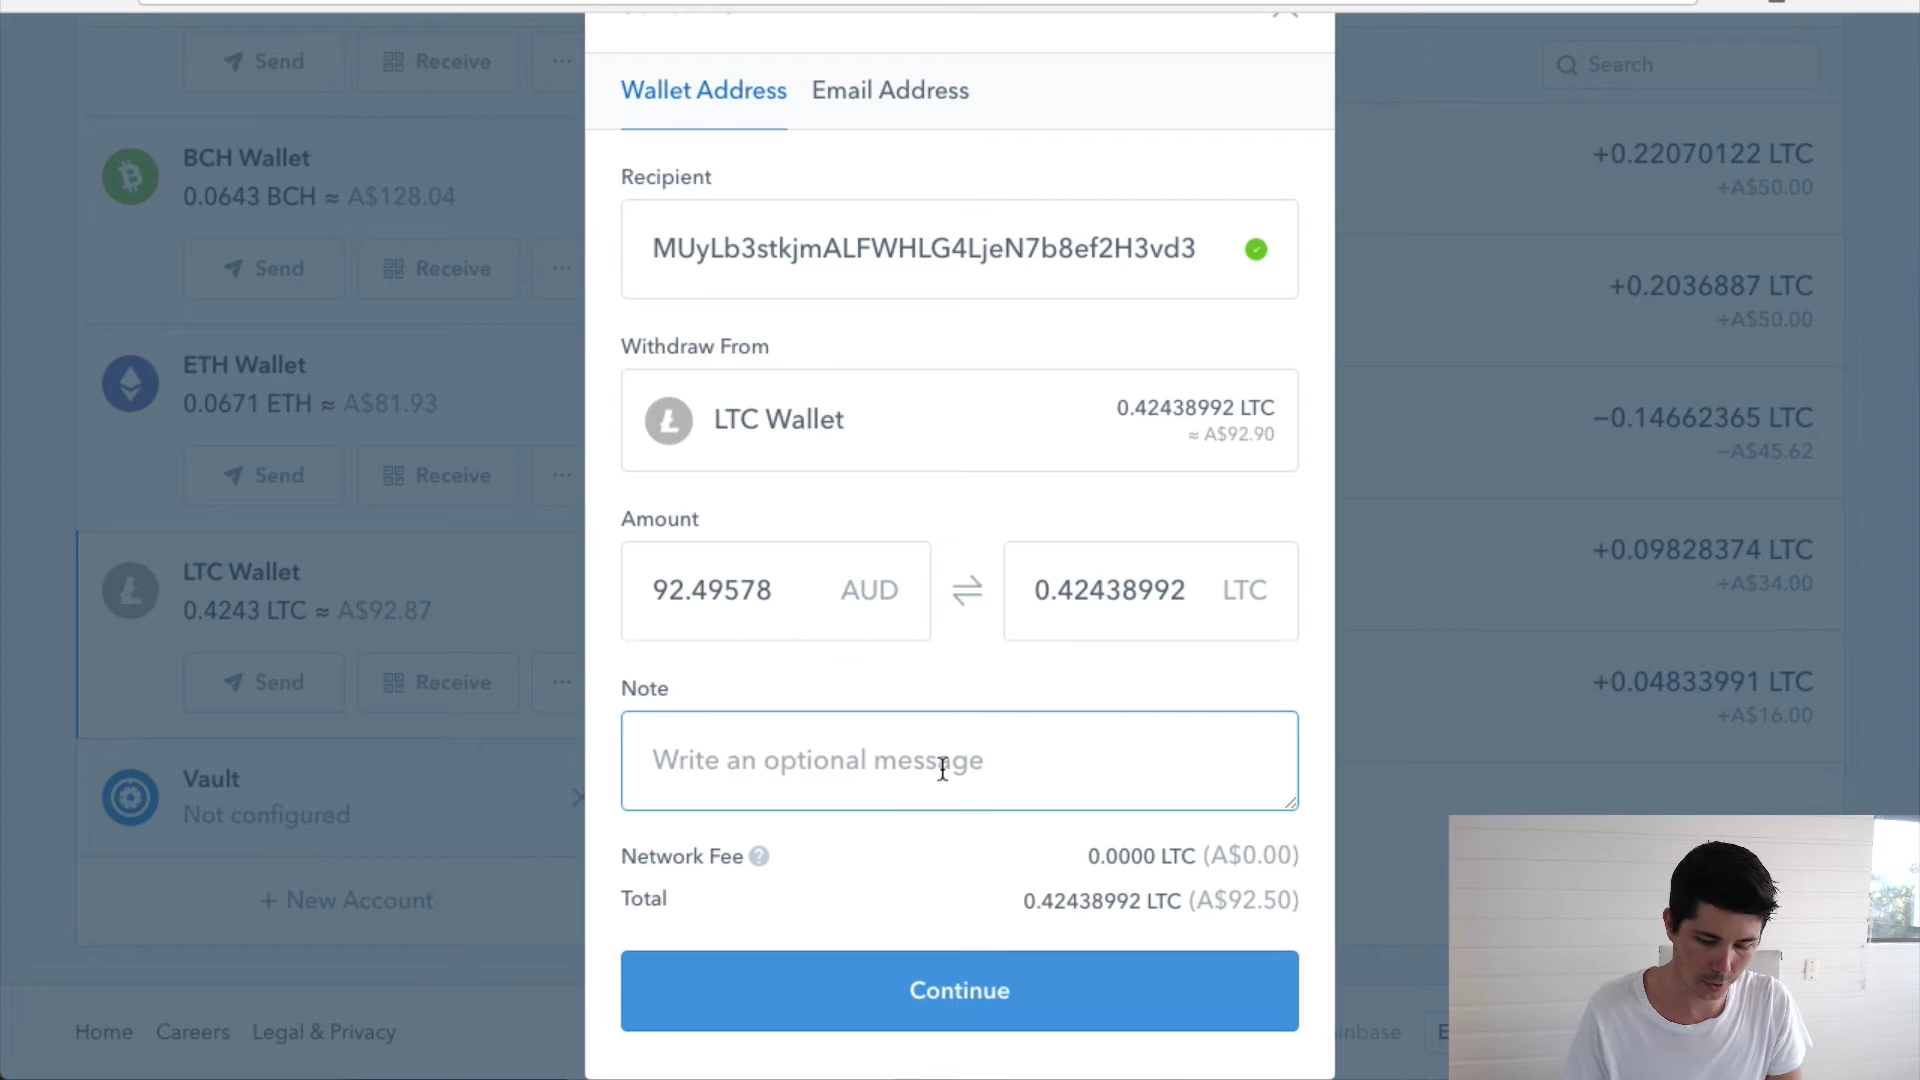 Send
Receive
Search
Wallet Address
Email Address
BCH Wallet
0.0643 BCH ≈ A$128.04
Send
Receive
ETH Wallet
0.0671 ETH ≈ A$81.93
Send
Receive
LTC Wallet
0.4243 LTC ≈ A$92.87
Send
Receive
Vault
Not configured
+ New Account
Recipient
MUyLb3stkjmALFWHLG4LjeN7b8ef2H3vd3
Withdraw From
LTC Wallet
0.42438992 LTC
≈ A$92.90
Amount
92.49578 AUD
0.42438992 LTC
Note
Write an optional message
Network Fee ?
0.0000 LTC (A$0.00)
Total
0.42438992 LTC (A$92.50)
Continue
+0.22070122 LTC
+A$50.00
+0.2036887 LTC
+A$50.00
−0.14662365 LTC
−A$45.62
+0.09828374 LTC
+A$34.00
+0.04833991 LTC
+A$16.00
Home Careers Legal & Privacy